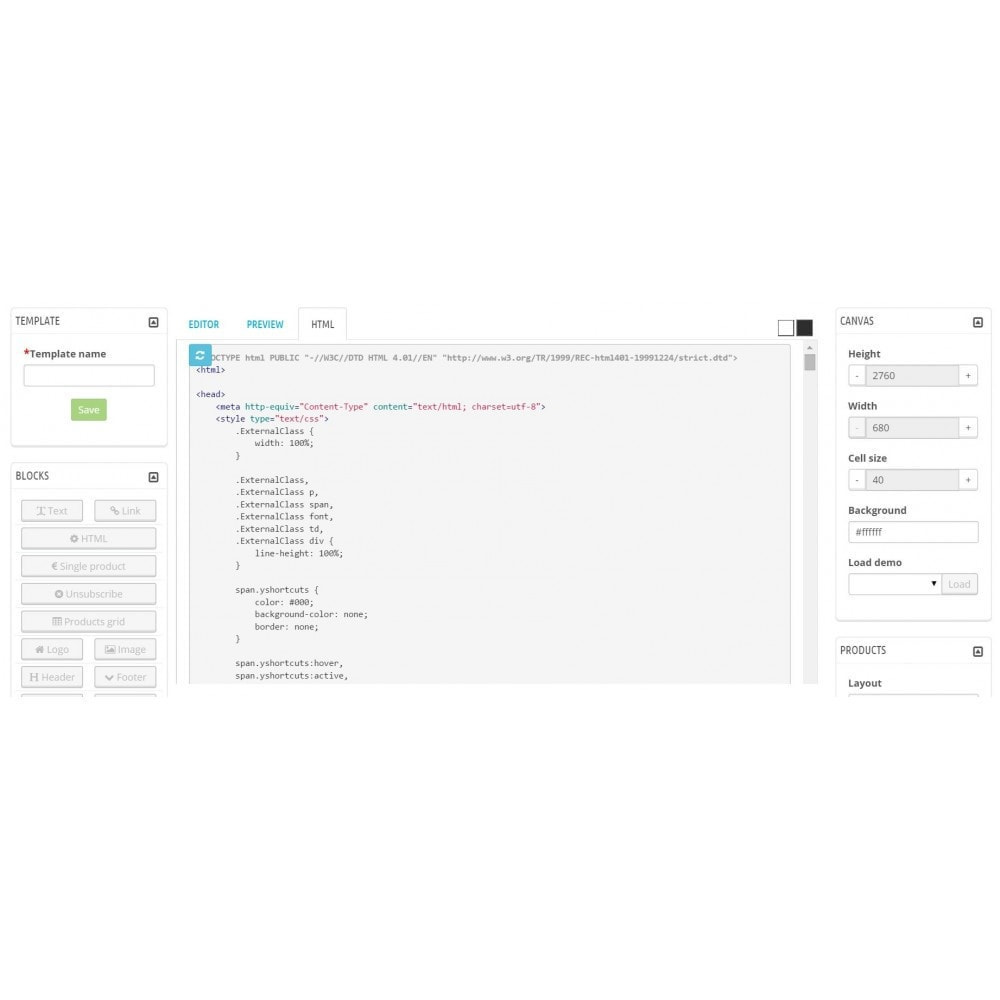 TEMPLATE
*Template name
Save
BLOCKS
Text
Link
HTML
€ Single product
Unsubscribe
Products grid
Logo
Image
H Header
Footer
EDITOR
PREVIEW
HTML
OCTYPE html PUBLIC "-//W3C//DTD HTML 4.01//EN" "http://www.w3.org/TR/1999/REC-html401-19991224/strict.dtd">
<html>
<head>
<meta http-equiv="Content-Type" content="text/html; charset=utf-8">
<style type="text/css">
.ExternalClass {
width: 100%;
}
.ExternalClass,
.ExternalClass p,
.ExternalClass span,
.ExternalClass font,
.ExternalClass td,
.ExternalClass div {
line-height: 100%;
}
span.yshortcuts {
color: #000;
background-color: none;
border: none;
}
span.yshortcuts:hover,
span.yshortcuts:active,
CANVAS
Height
- 2760 +
Width
- 680 +
Cell size
- 40 +
Background
#ffffff
Load demo
Load
PRODUCTS
Layout